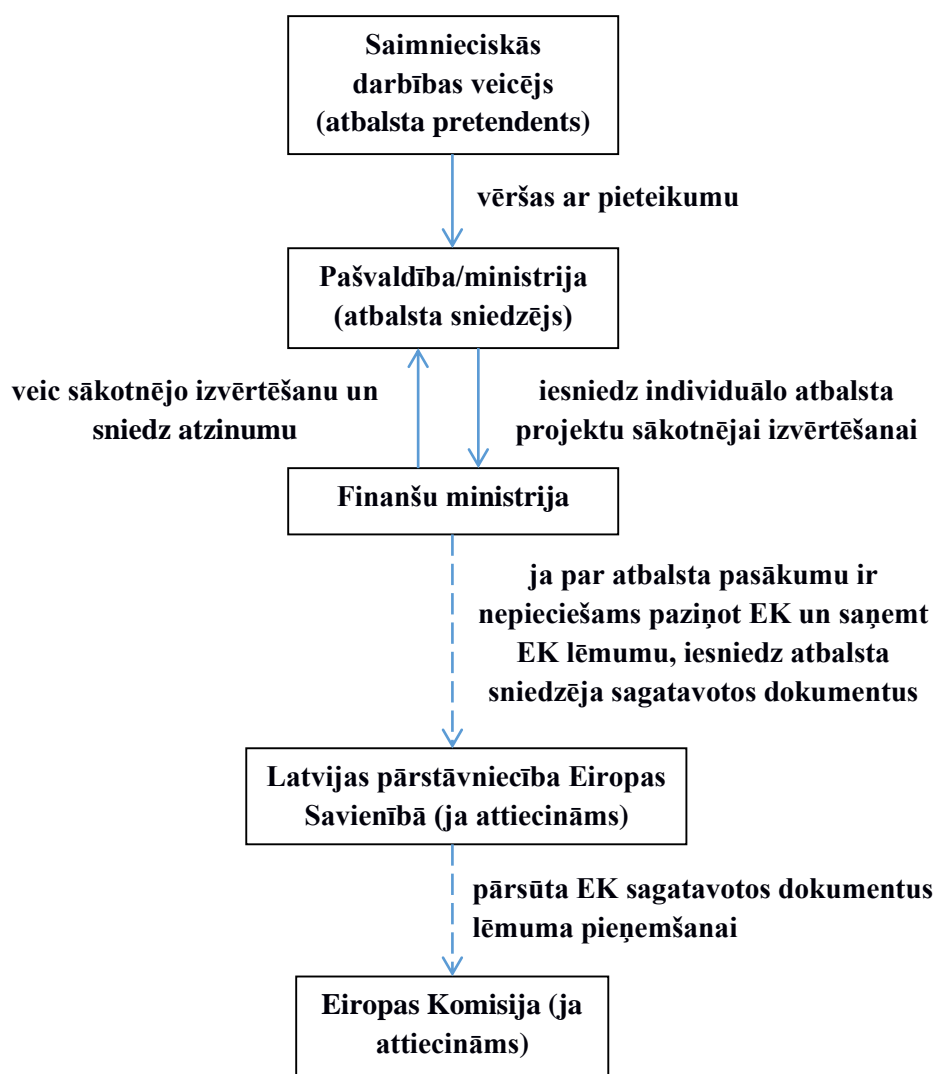 Saimnieciskās
darbības veicējs
(atbalsta pretendents)
vēršas ar pieteikumu
Pašvaldība/ministrija
(atbalsta sniedzējs)
veic sākotnējo izvērtēšanu un
sniedz atzinumu
iesniedz individuālo atbalsta
projektu sākotnējai izvērtēšanai
Finanšu ministrija
ja par atbalsta pasākumu ir
nepieciešams paziņot EK un saņemt
EK lēmumu, iesniedz atbalsta
sniedzēja sagatavotos dokumentus
Latvijas pārstāvniecība Eiropas
Savienībā (ja attiecināms)
pārsūta EK sagatavotos dokumentus
lēmuma pieņemšanai
Eiropas Komisija (ja
attiecināms)